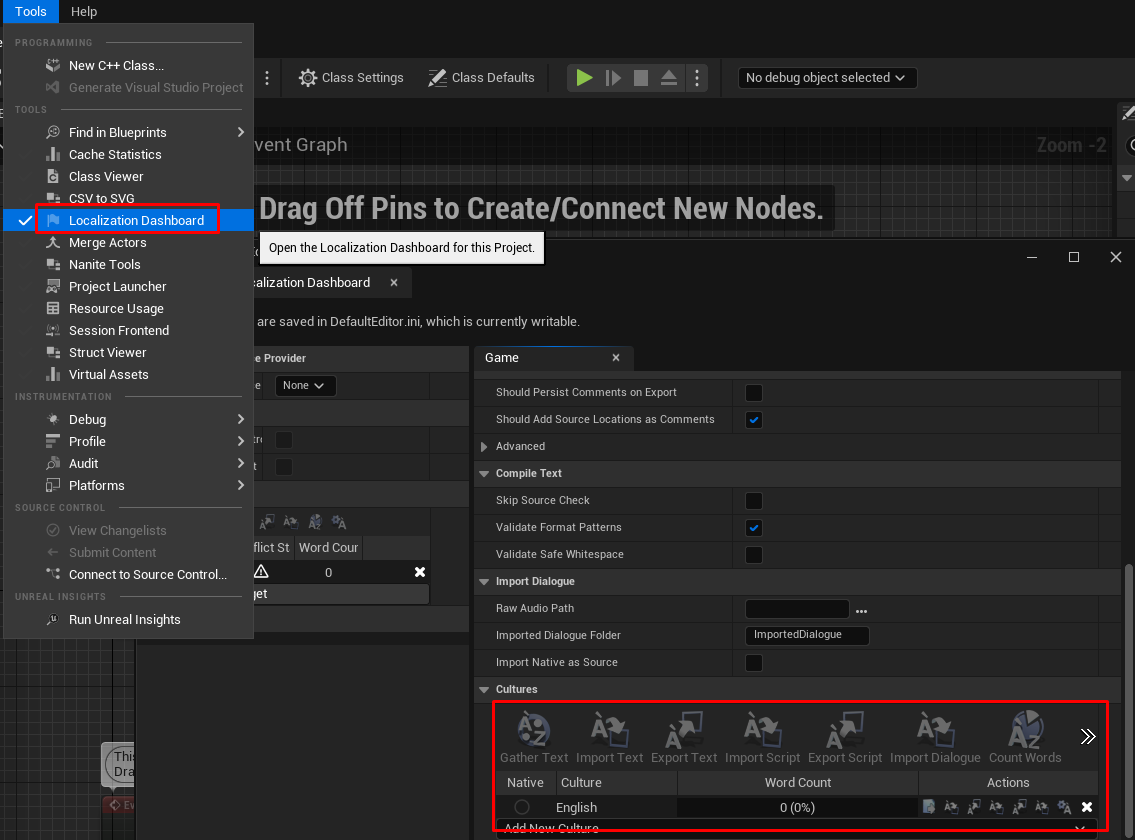 Tools Help
PROGRAMMING
New C++ Class...
Generate Visual Studio Project
TOOLS
Find in Blueprints
Cache Statistics
Class Viewer
CSV to SVG
Localization Dashboard
Merge Actors
Nanite Tools
Project Launcher
Resource Usage
Session Frontend
Struct Viewer
Virtual Assets
INSTRUMENTATION
Debug
Profile
Audit
Platforms
SOURCE CONTROL
View Changelists
Submit Content
Connect to Source Control...
UNREAL INSIGHTS
Run Unreal Insights
Class Settings Class Defaults No debug object selected
vent Graph Zoom -2
Drag Off Pins to Create/Connect New Nodes.
Open the Localization Dashboard for this Project.
calization Dashboard
are saved in DefaultEditor.ini, which is currently writable.
e Provider
None
nflict St Word Cour
0
get
Game
Should Persist Comments on Export
Should Add Source Locations as Comments
Advanced
Compile Text
Skip Source Check
Validate Format Patterns
Validate Safe Whitespace
Import Dialogue
Raw Audio Path ...
Imported Dialogue Folder ImportedDialogue
Import Native as Source
Cultures
Gather Text Import Text Export Text Import Script Export Script Import Dialogue Count Words
Native Culture Word Count Actions
English 0 (0%)
Add New Culture
This
Dra
Ev